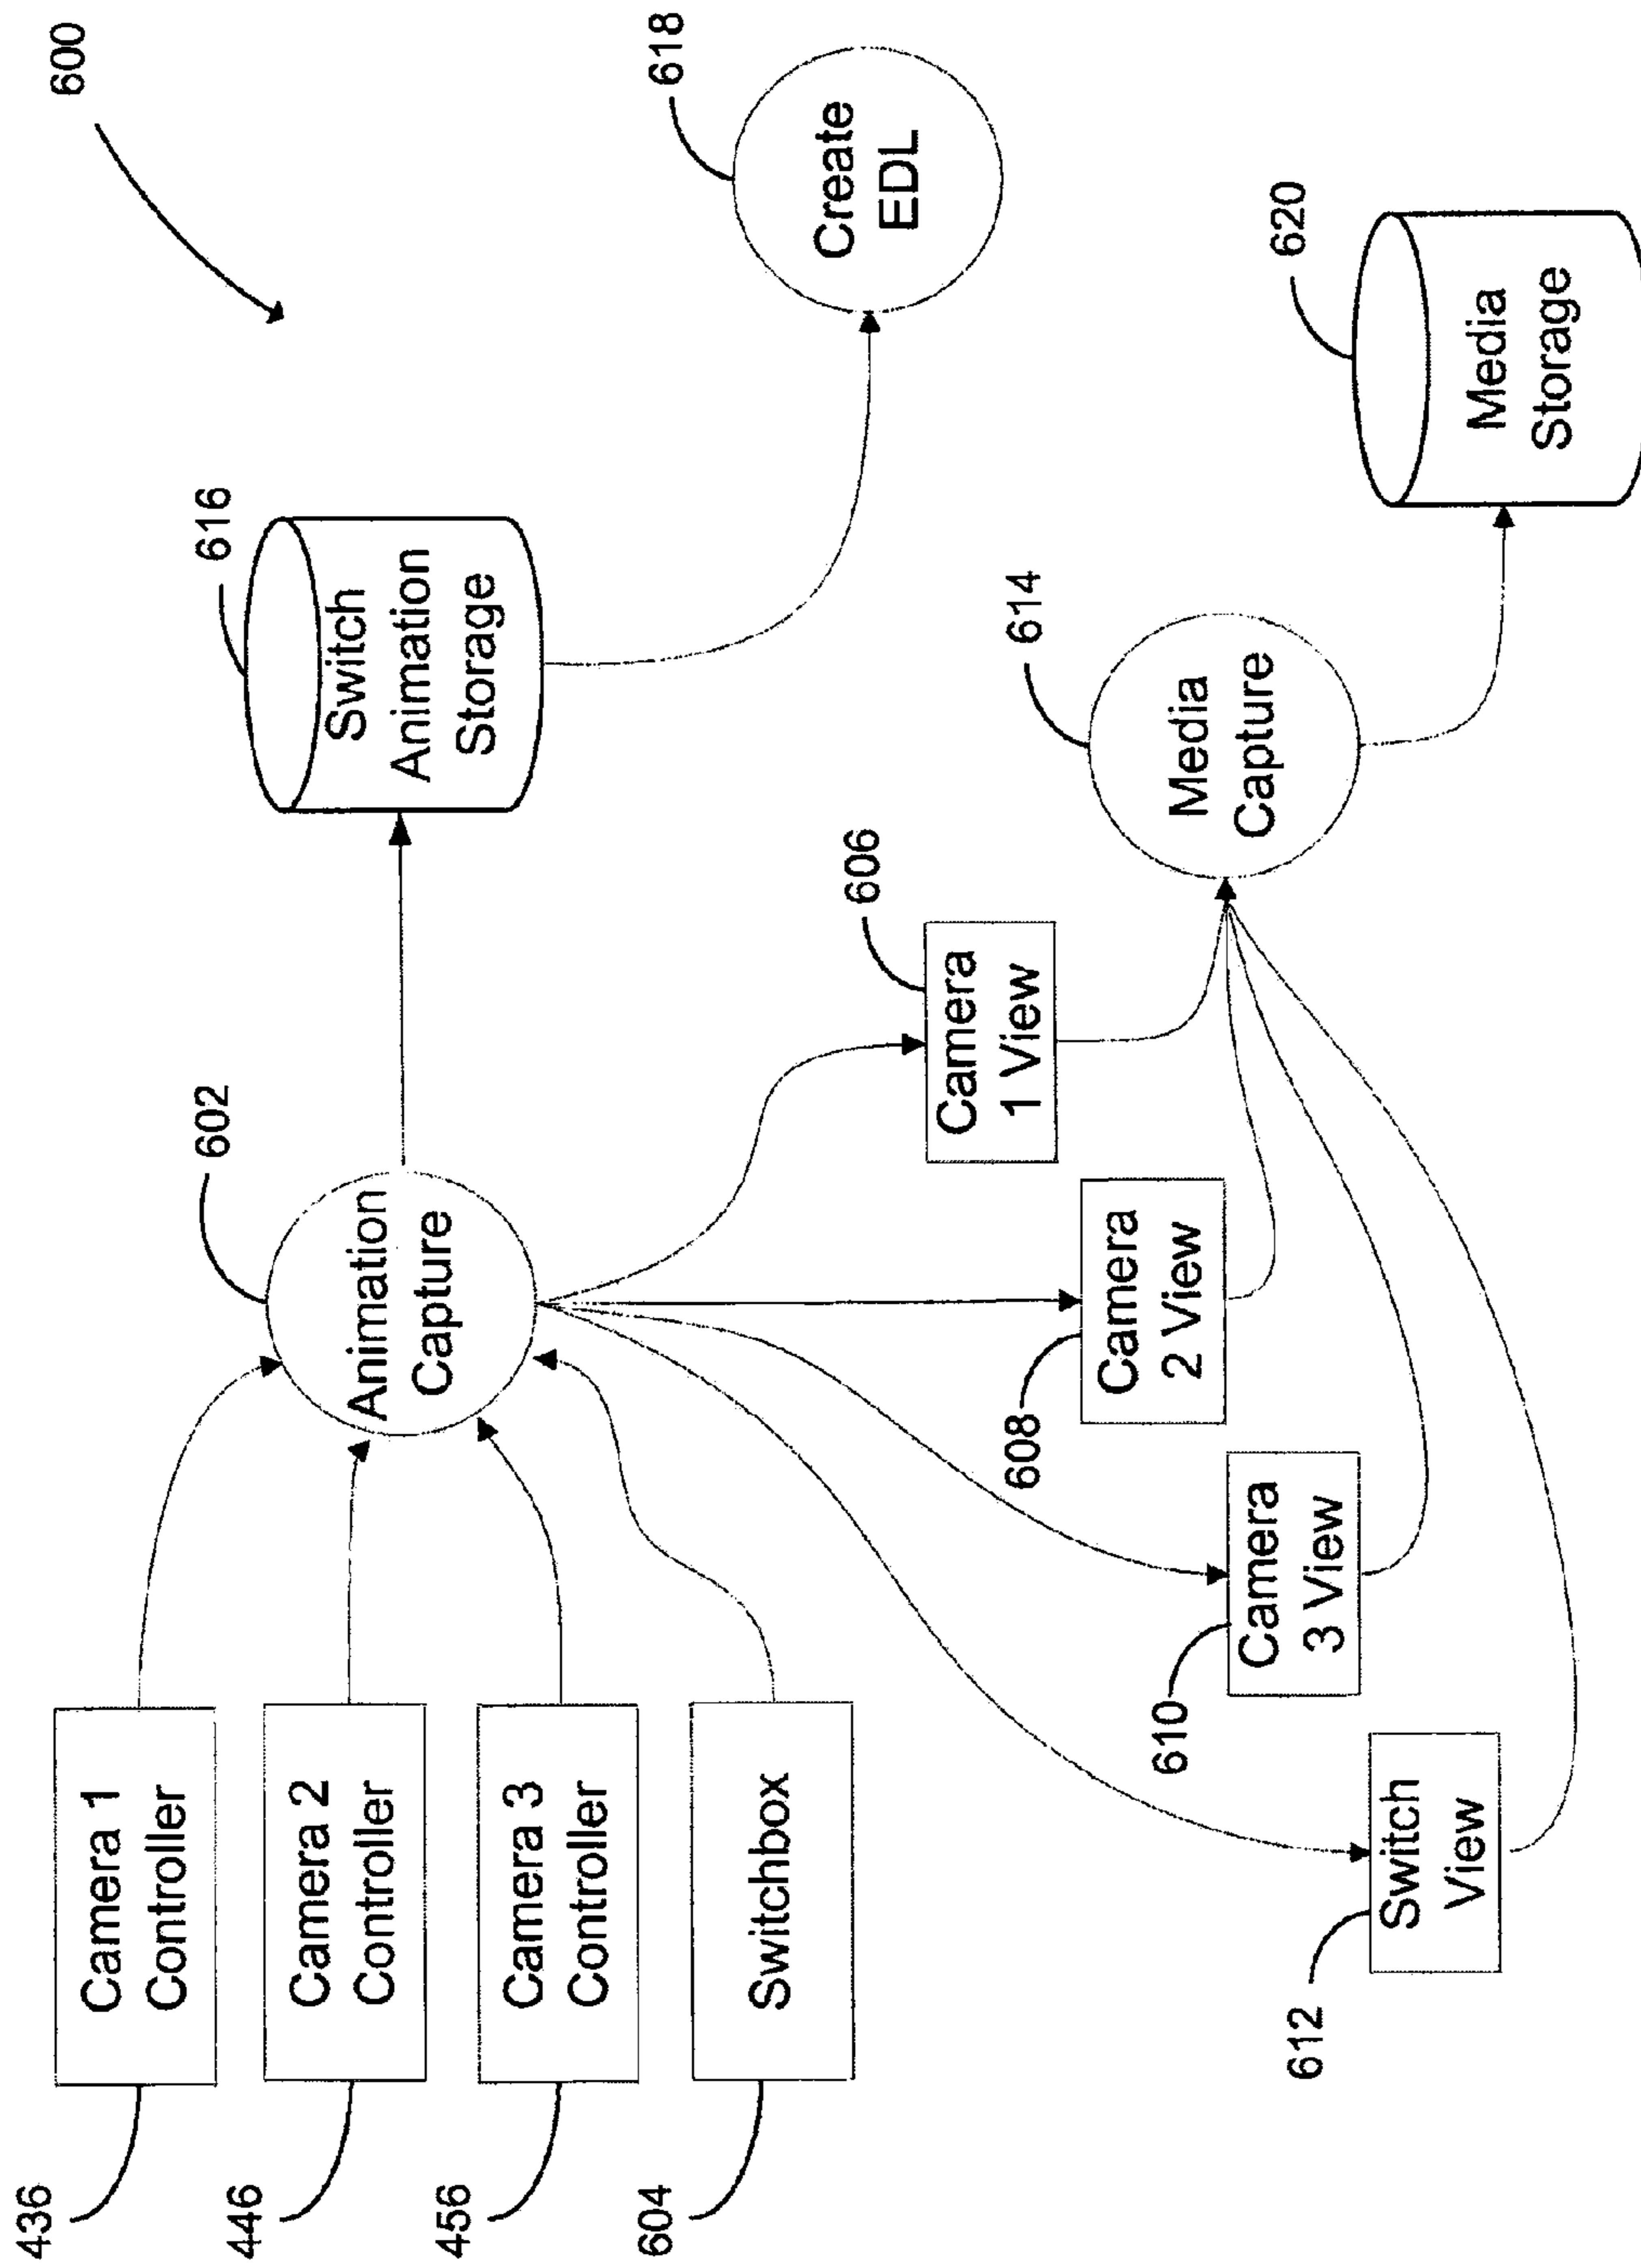 600
436
Camera 1
Controller
446
Camera 2
Controller
456
Camera 3
Controller
604
Switchbox
602
Animation
Capture
616
Switch
Animation
Storage
618
Create
EDL
606
Camera
1 View
608
Camera
2 View
610
Camera
3 View
612
Switch
View
614
Media
Capture
620
Media
Storage